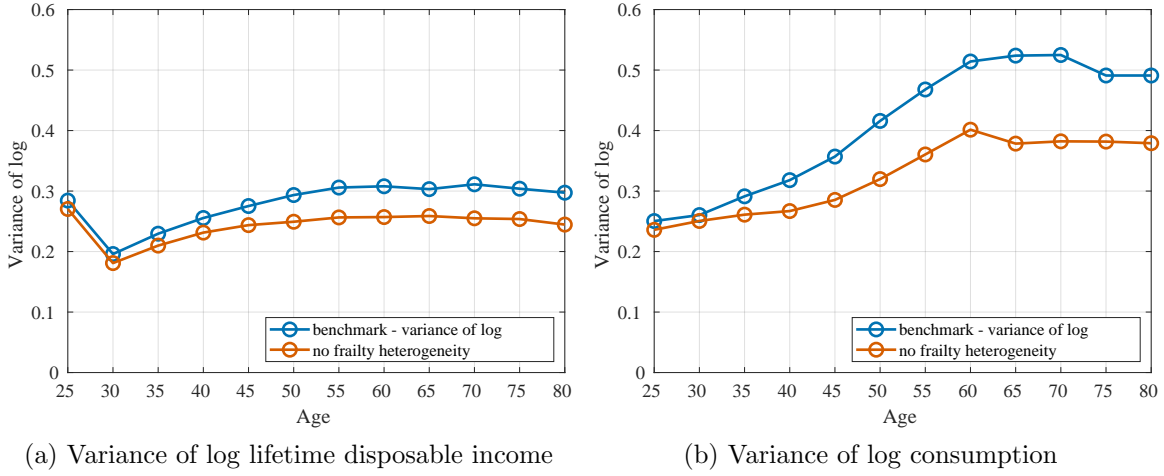 0.6
0.5
0.4
0.3
0.2
0.1
0
Variance of log
25 30 35 40 45 50 55 60 65 70 75 80
Age
benchmark - variance of log
no frailty heterogeneity
(a) Variance of log lifetime disposable income
0.6
0.5
0.4
0.3
0.2
0.1
0
Variance of log
25 30 35 40 45 50 55 60 65 70 75 80
Age
benchmark - variance of log
no frailty heterogeneity
(b) Variance of log consumption